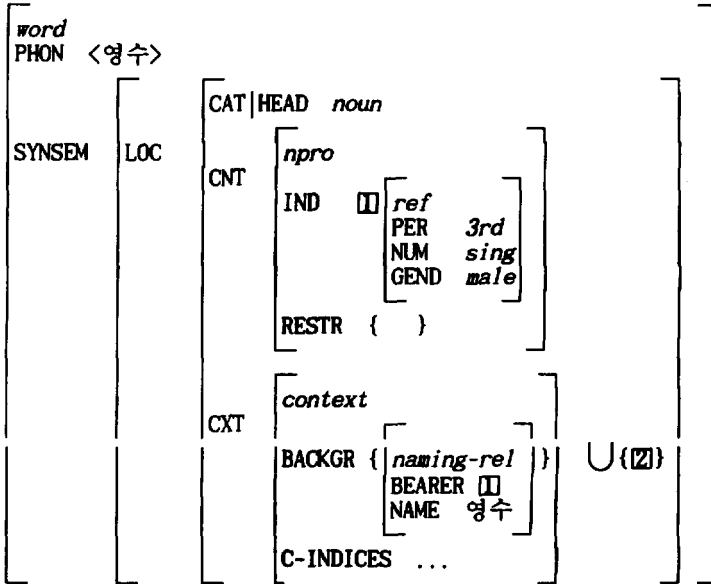 word
PHON <영수>
CAT|HEAD noun
SYNSEM LOC
npro
CNT
IND 1 ref
PER 3rd
NUM sing
GEND male
RESTR { }
context
CXT
BACKGR { naming-rel } ∪{2}
BEARER 1
NAME 영수
C-INDICES ...